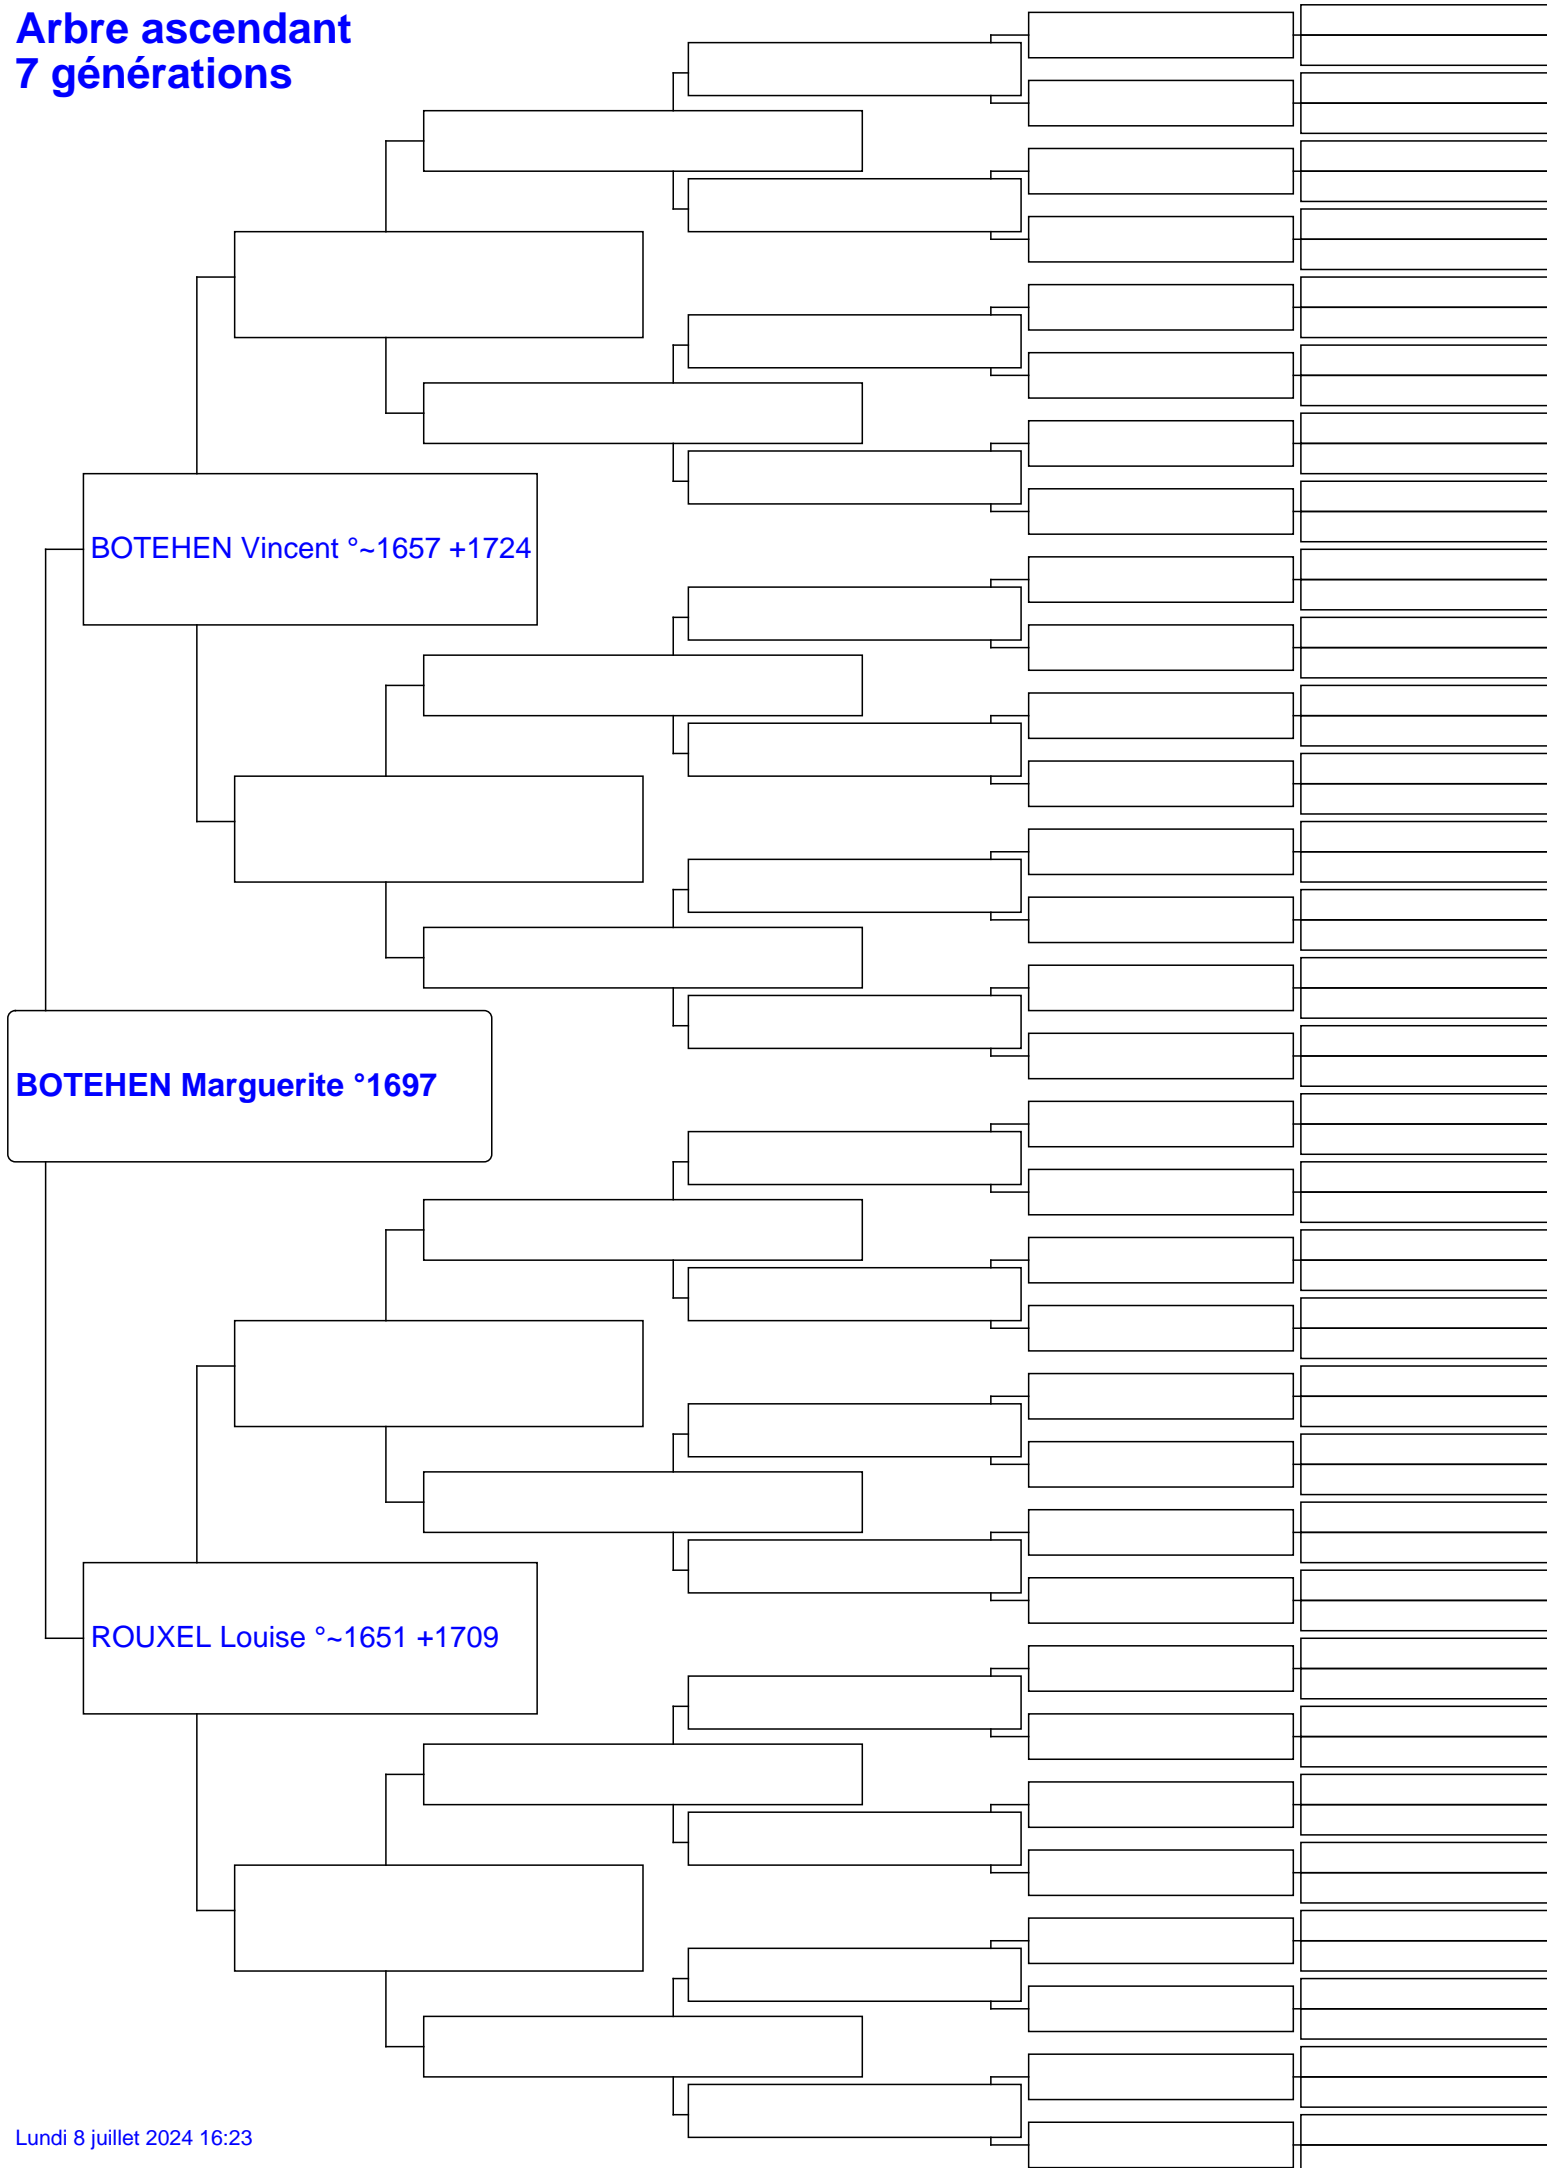 Arbre ascendant
7 générations
BOTEHEN Vincent °~1657 +1724
BOTEHEN Marguerite °1697
ROUXEL Louise °~1651 +1709
Lundi 8 juillet 2024 16:23